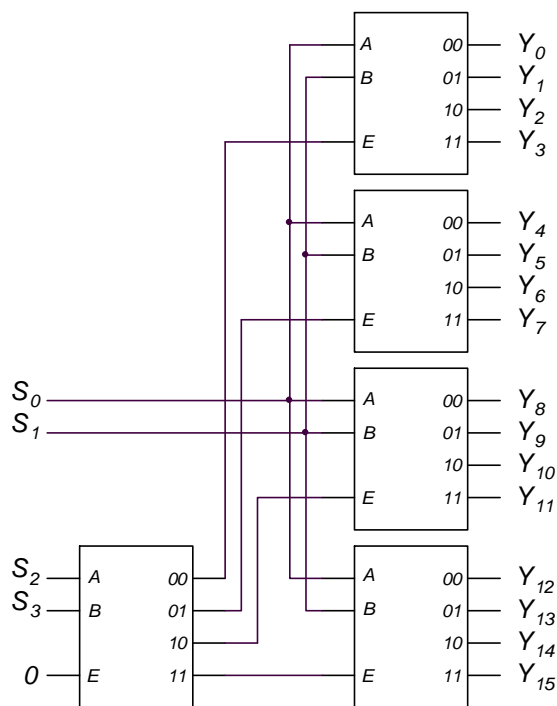 A 00 Y0
B 01 Y1
10 Y2
E 11 Y3
A 00 Y4
B 01 Y5
10 Y6
E 11 Y7
S0 A 00 Y8
S1 B 01 Y9
10 Y10
E 11 Y11
S2 A 00 A 00 Y12
S3 B 01 B 01 Y13
10 10 Y14
0 E 11 E 11 Y15